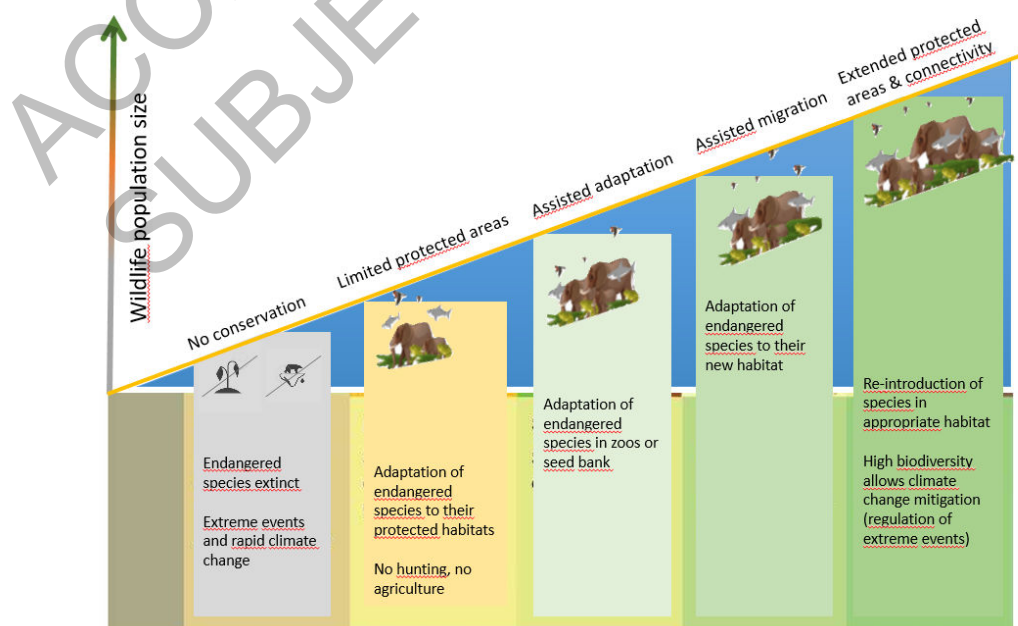 ACC
SUBJE
Wildlife population size
No conservation
Limited protected areas
Assisted adaptation
Assisted migration
Extended protected
areas & connectivity
Endangered
species extinct
Extreme events
and rapid climate
change
Adaptation of
endangered
species to their
protected habitats
No hunting, no
agriculture
Adaptation of
endangered
species in zoos or
seed bank
Adaptation of
endangered
species to their
new habitat
Re-introduction of
species in
appropriate habitat
High biodiversity
allows climate
change mitigation
(regulation of
extreme events)